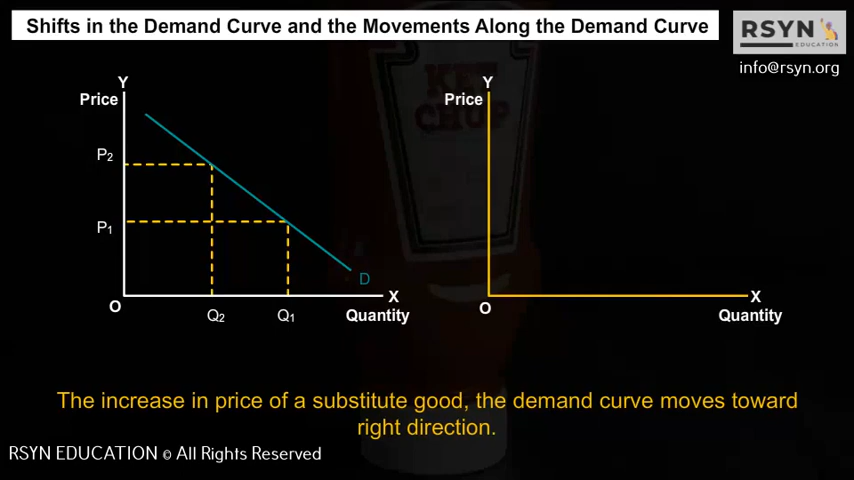 Shifts in the Demand Curve and the Movements Along the Demand Curve
RSYN
EDUCATION
info@rsyn.org
Y
Price
P₂
P₁
O
Q₂
Q₁
X
Quantity
D
Y
Price
O
X
Quantity
KET
CHUP
The increase in price of a substitute good, the demand curve moves toward
right direction.
RSYN EDUCATION © All Rights Reserved